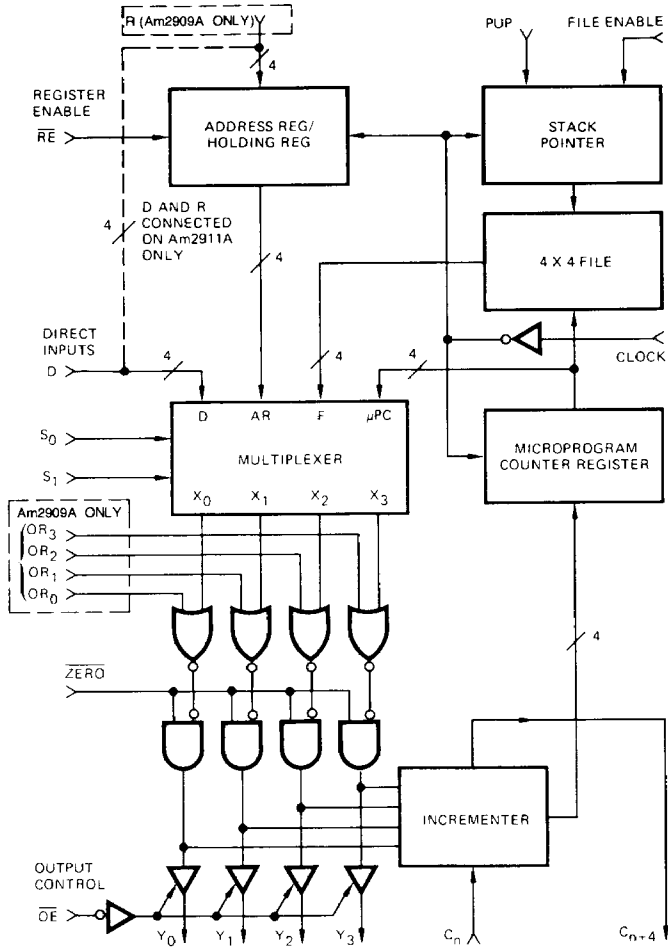 R (Am2909A ONLY)
PUP
FILE ENABLE
4
REGISTER
ENABLE
RE
ADDRESS REG/
HOLDING REG
STACK
POINTER
4
D AND R
CONNECTED
ON Am2911A
ONLY
4
4 X 4 FILE
DIRECT
INPUTS
D
4
4
4
CLOCK
D AR F µPC
S0
MULTIPLEXER
S1
X0 X1 X2 X3
MICROPROGRAM
COUNTER REGISTER
Am2909A ONLY
OR3
OR2
OR1
OR0
4
ZERO
INCREMENTER
OUTPUT
CONTROL
OE
Y0 Y1 Y2 Y3
Cn
Cn+4